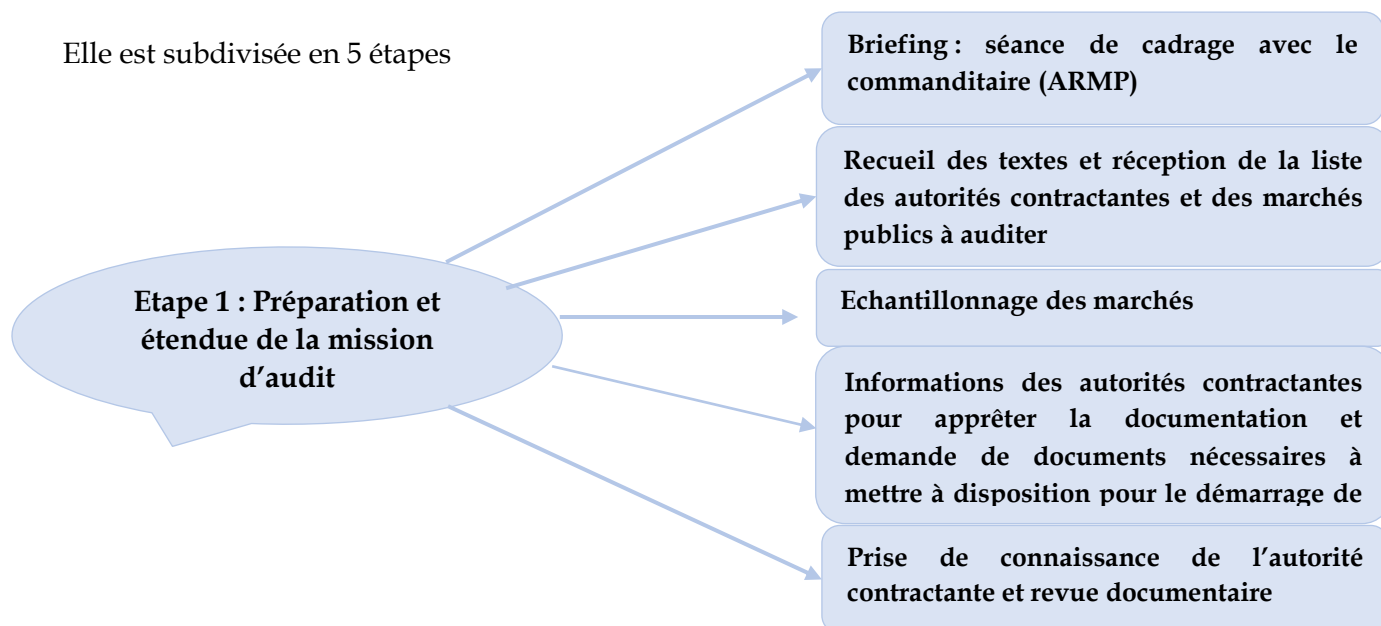 Elle est subdivisée en 5 étapes
Etape 1 : Préparation et
étendue de la mission
d’audit
Briefing : séance de cadrage avec le
commanditaire (ARMP)
Recueil des textes et réception de la liste
des autorités contractantes et des marchés
publics à auditer
Echantillonnage des marchés
Informations des autorités contractantes
pour apprêter la documentation et
demande de documents nécessaires à
mettre à disposition pour le démarrage de
Prise de connaissance de l’autorité
contractante et revue documentaire